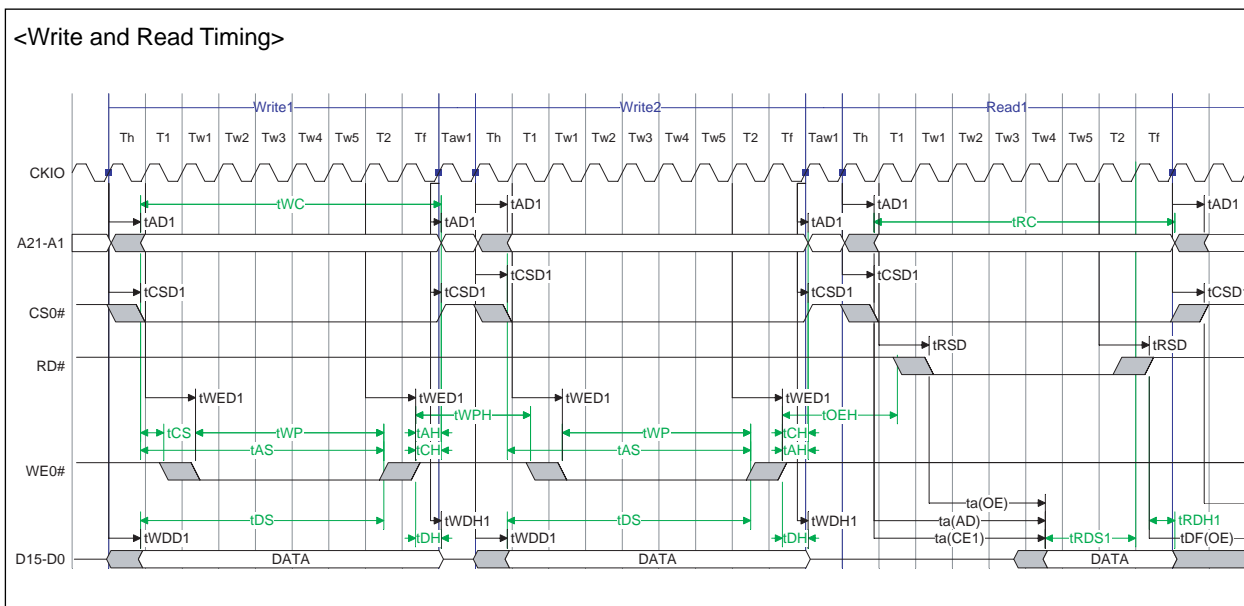 <Write and Read Timing>
Write1 Write2 Read1
Th T1 Tw1 Tw2 Tw3 Tw4 Tw5 T2 Tf Taw1 Th T1 Tw1 Tw2 Tw3 Tw4 Tw5 T2 Tf Taw1 Th T1 Tw1 Tw2 Tw3 Tw4 Tw5 T2 Tf
CKIO
tWC tAD1 tAD1 tAD1
tAD1 tAD1 tAD1 tRC
A21-A1
tCSD1 tCSD1
tCSD1 tCSD1 tCSD1 tCSD1
CS0#
tRSD tRSD
RD#
tWED1 tWED1 tWED1 tWED1
tWPH tOEH
tCS tWP tAH tWP tCH
tAS tCH tAS tAH
WE0#
ta(OE)
tDS tWDH1 tDS tWDH1 ta(AD) tRDH1
tWDD1 tDH tWDD1 tDH ta(CE1) tRDS1 tDF(OE)
D15-D0 DATA DATA DATA